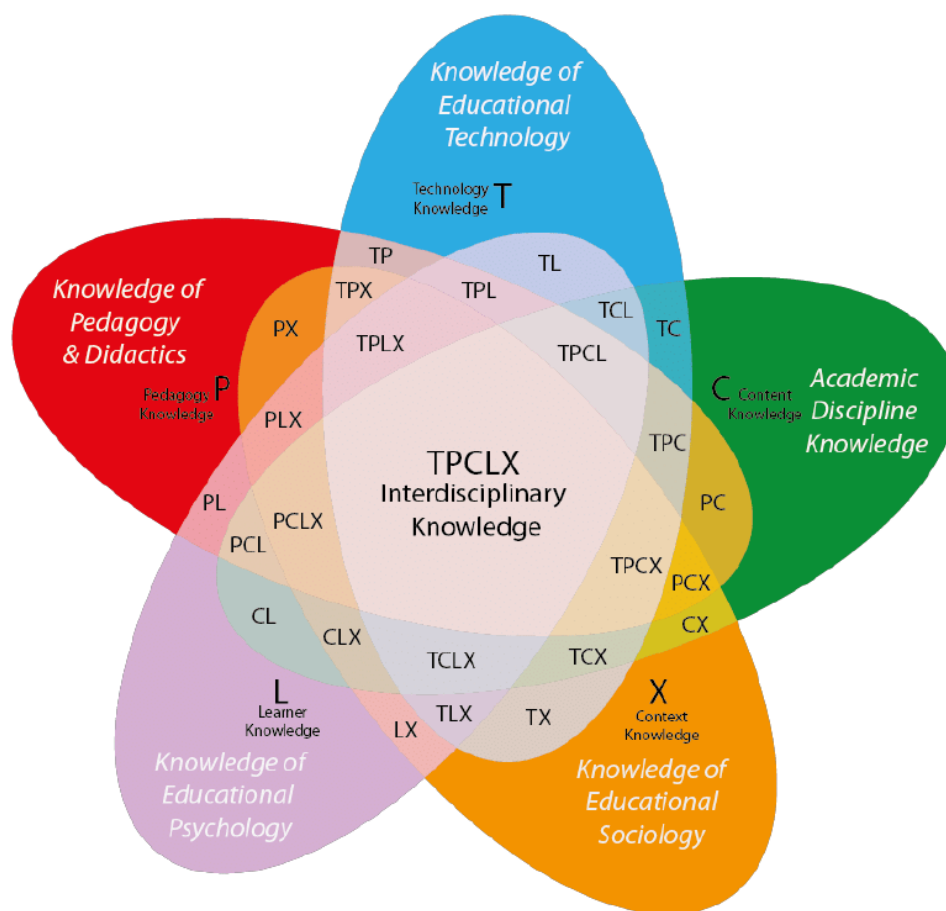 Knowledge of
Educational
Technology
Technology
Knowledge
T
TP
TL
TPX
TPL
Knowledge of
Pedagogy
& Didactics
PX
TCL
TC
TPLX
TPCL
Pedagogy
Knowledge
P
C
Content
Knowledge
Academic
Discipline
Knowledge
PLX
TPC
TPCLX
Interdisciplinary
Knowledge
PL
PC
PCLX
PCL
TPCX
PCX
CL
CX
CLX
TCLX
TCX
L
Learner
Knowledge
X
Context
Knowledge
LX
TLX
TX
Knowledge of
Educational
Psychology
Knowledge of
Educational
Sociology